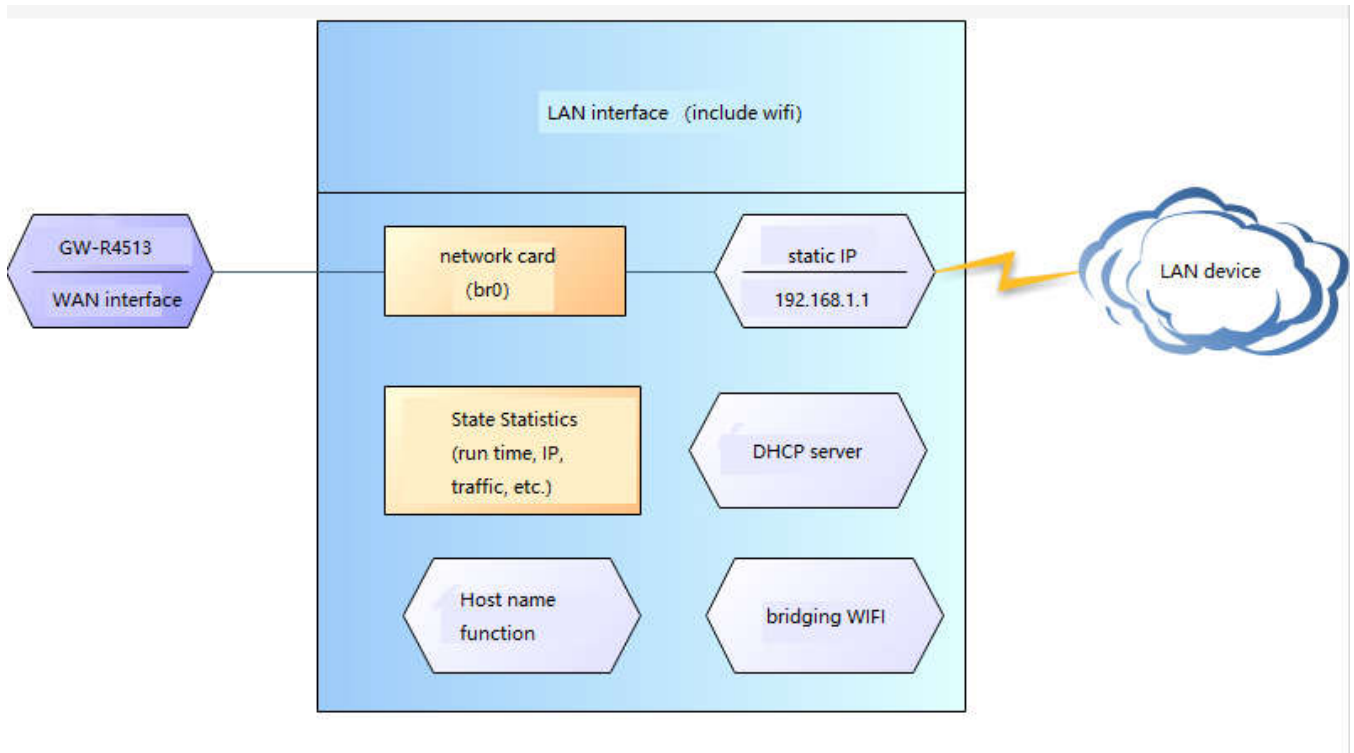 LAN interface (include wifi)
GW-R4513
WAN interface
network card
(br0)
static IP
192.168.1.1
LAN device
State Statistics
(run time, IP,
traffic, etc.)
DHCP server
Host name
function
bridging WIFI